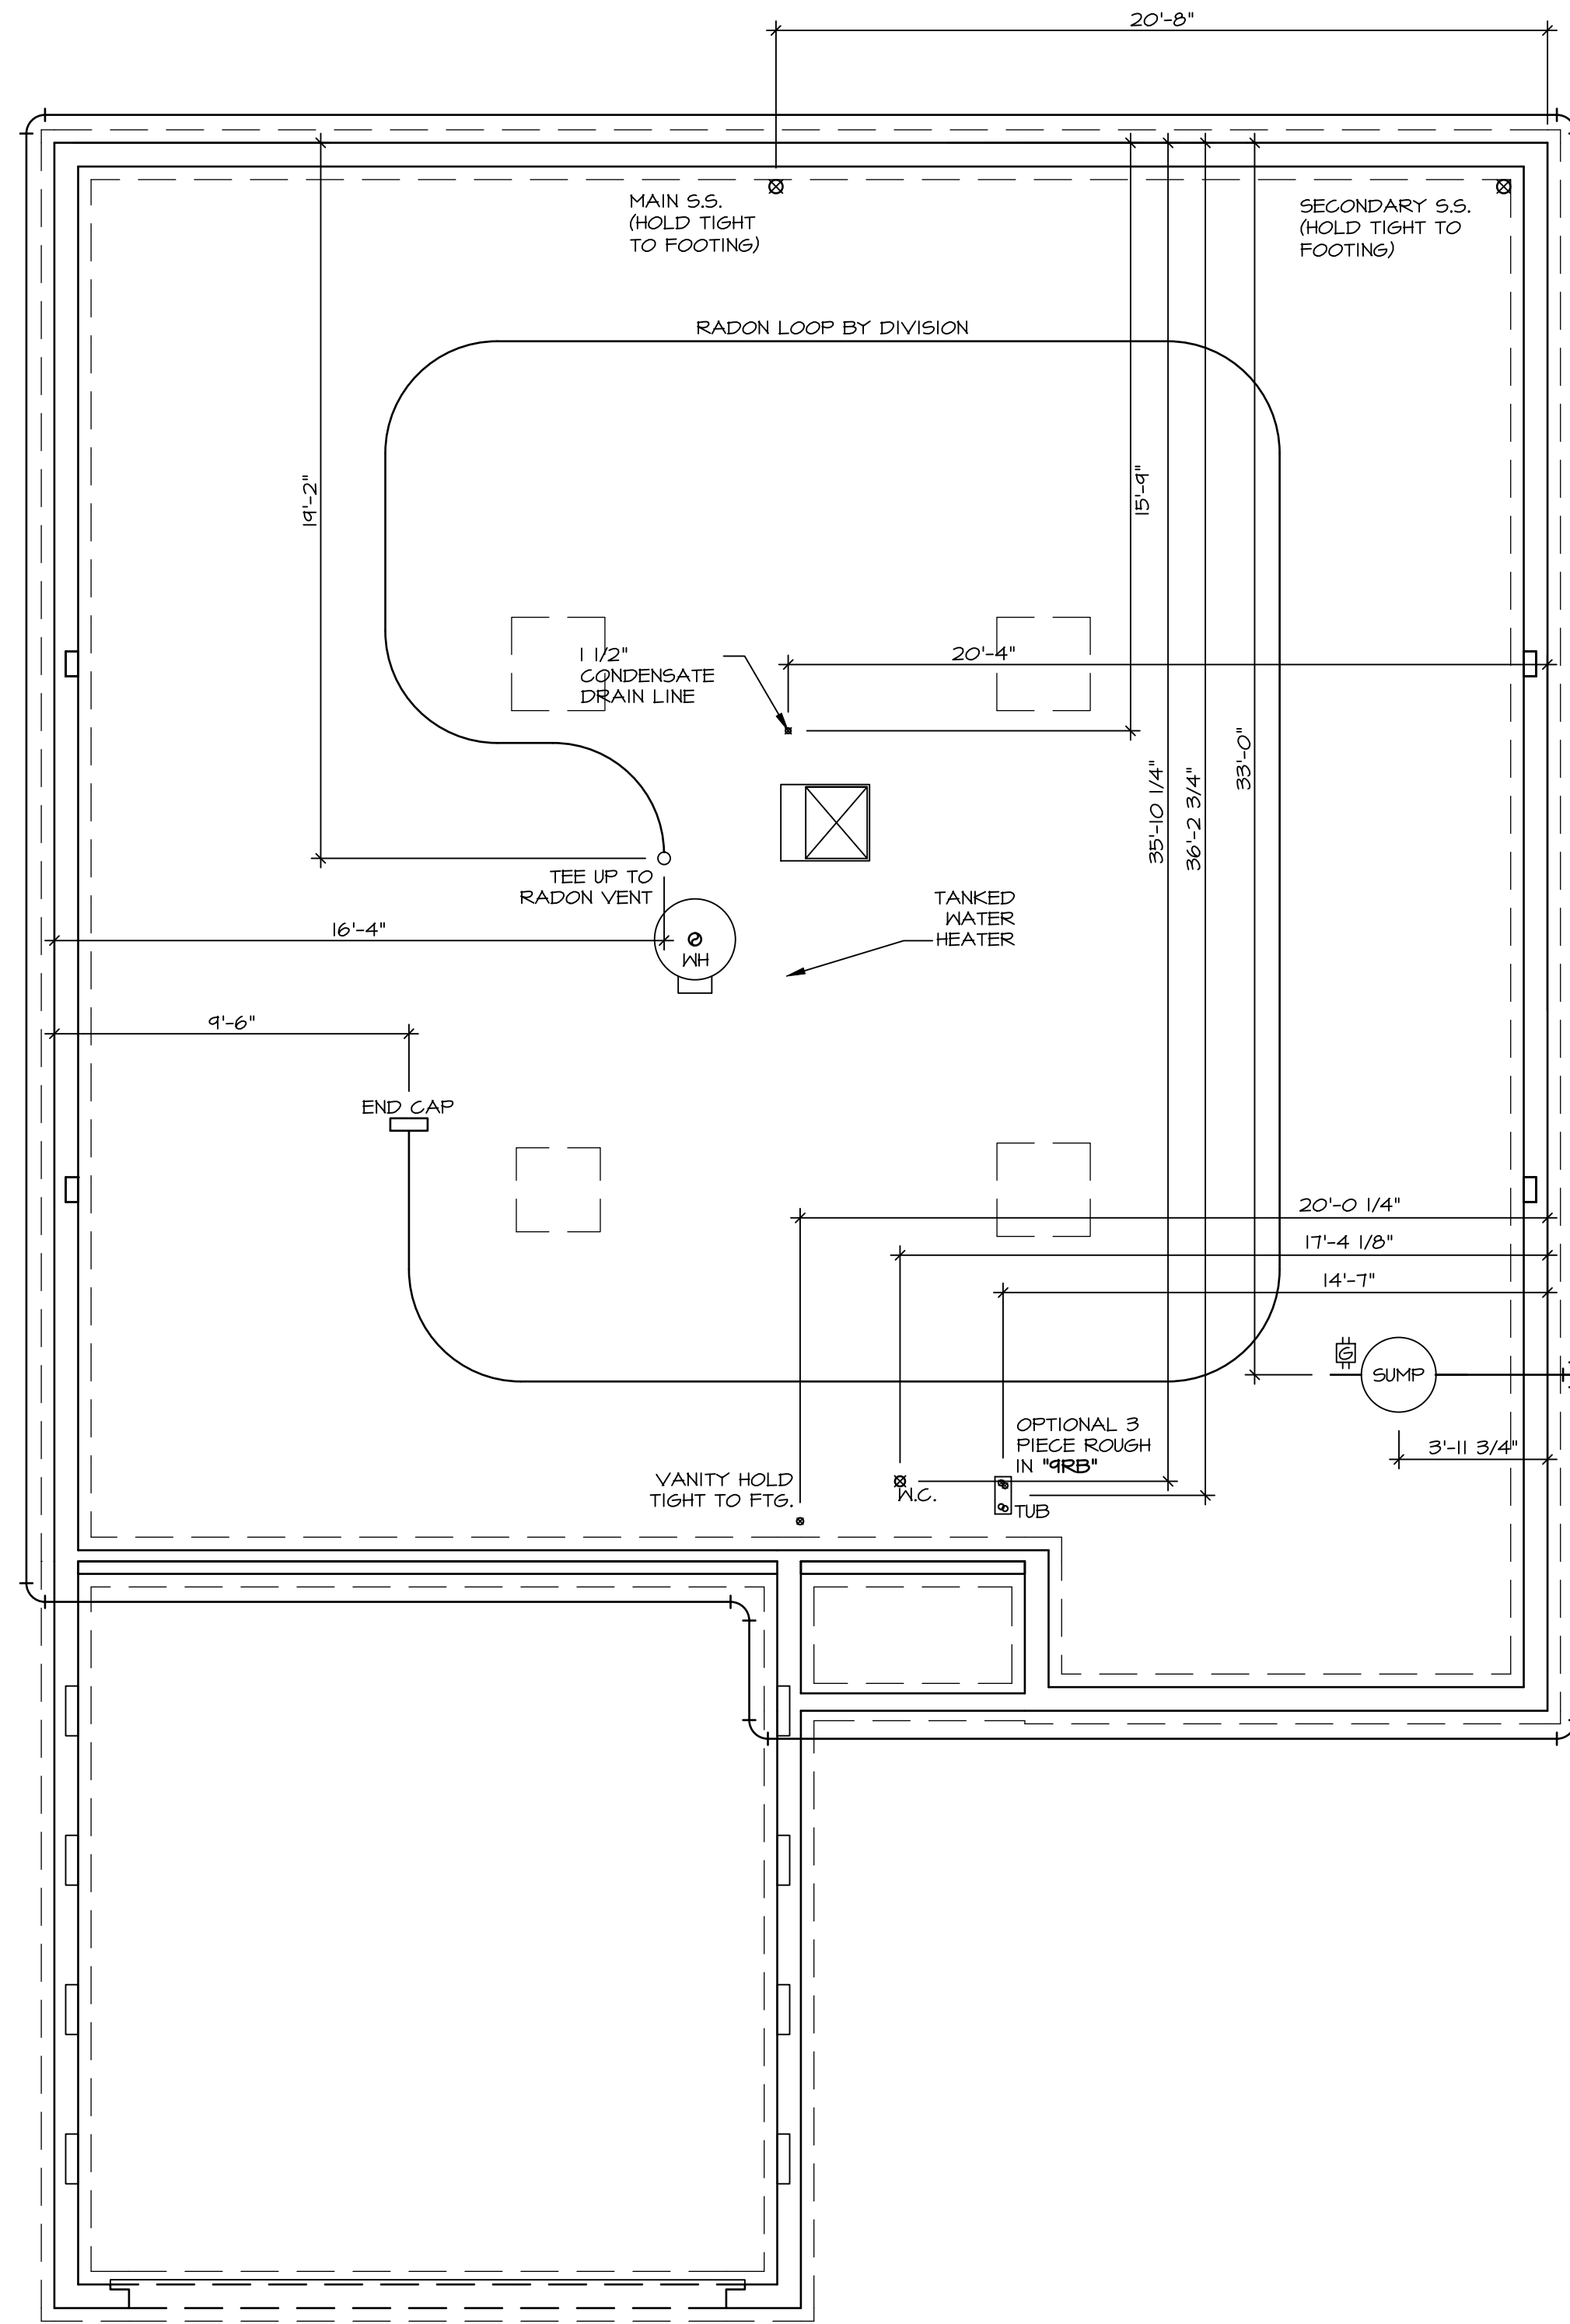 20'-8"
MAIN S.S.
(HOLD TIGHT
TO FOOTING)
SECONDARY S.S.
(HOLD TIGHT TO
FOOTING)
RADON LOOP BY DIVISION
19'-2"
15'-9"
1 1/2"
CONDENSATE
DRAIN LINE
20'-4"
35'-10 1/4"
36'-2 3/4"
33'-0"
TEE UP TO
RADON VENT
TANKED
WATER
HEATER
16'-4"
WH
9'-6"
END CAP
20'-0 1/4"
17'-4 1/8"
14'-7"
G
SUMP
3'-11 3/4"
OPTIONAL 3
PIECE ROUGH
IN "9RB"
VANITY HOLD
TIGHT TO FTG.
W.C.
TUB